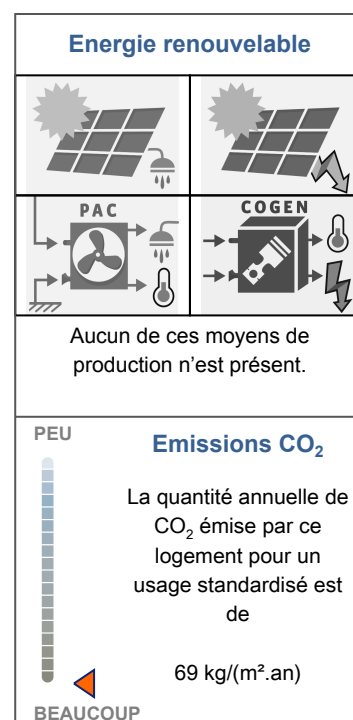 Energie renouvelable
PAC
COGEN
Aucun de ces moyens de
production n’est présent.
PEU
Emissions CO₂
La quantité annuelle de
CO₂ émise par ce
logement pour un
usage standardisé est
de
69 kg/(m².an)
BEAUCOUP